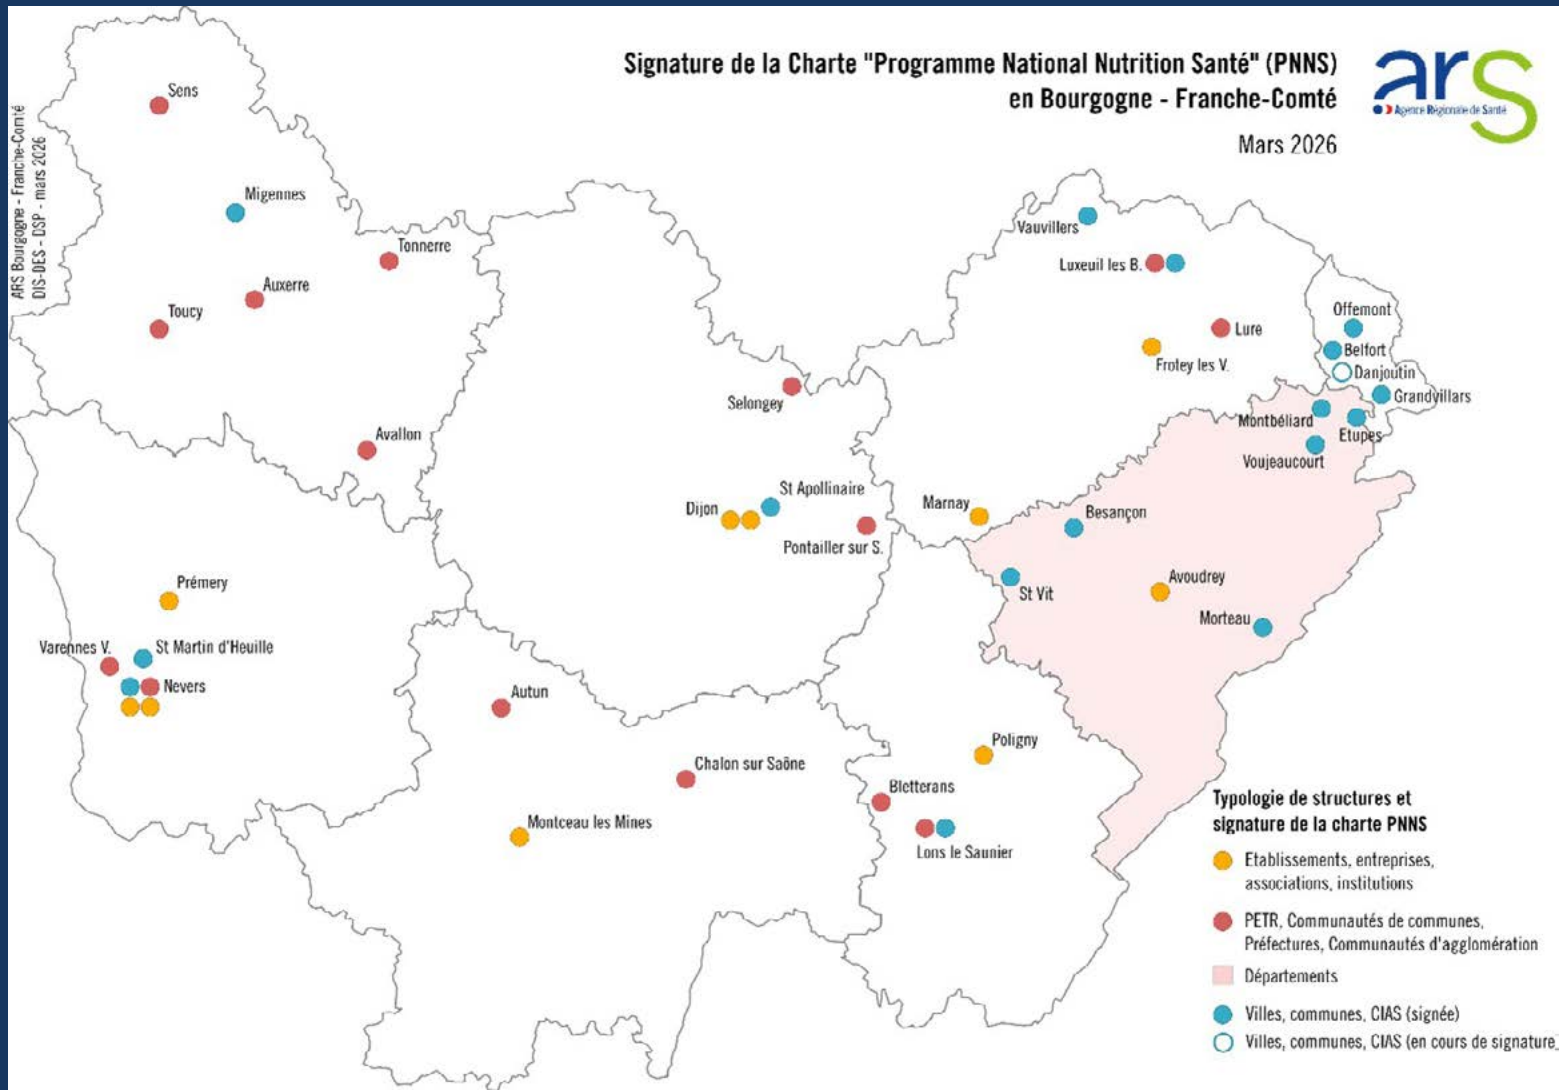 Signature de la Charte "Programme National Nutrition Santé" (PNNS)
en Bourgogne - Franche-Comté
Mars 2026
ars
Agence Régionale de Santé
ARS Bourgogne - Franche-Comté
DIS-DES - DSP - mars 2026
Sens
Migennes
Tonnerre
Auxerre
Toucy
Avallon
Vauvillers
Luxeuil les B.
Lure
Frotey les V.
Offemont
Belfort
Danjoutin
Grandvillars
Montbéliard
Etupes
Voujeaucourt
Selongey
St Apollinaire
Dijon
Pontailler sur S.
Marnay
Besançon
St Vit
Avoudrey
Morteau
Prémery
Varennes V.
St Martin d'Heuille
Nevers
Autun
Chalon sur Saône
Montceau les Mines
Poligny
Bletterans
Lons le Saunier
Typologie de structures et
signature de la charte PNNS
Etablissements, entreprises,
associations, institutions
PETR, Communautés de communes,
Préfectures, Communautés d'agglomération
Départements
Villes, communes, CIAS (signée)
Villes, communes, CIAS (en cours de signature)